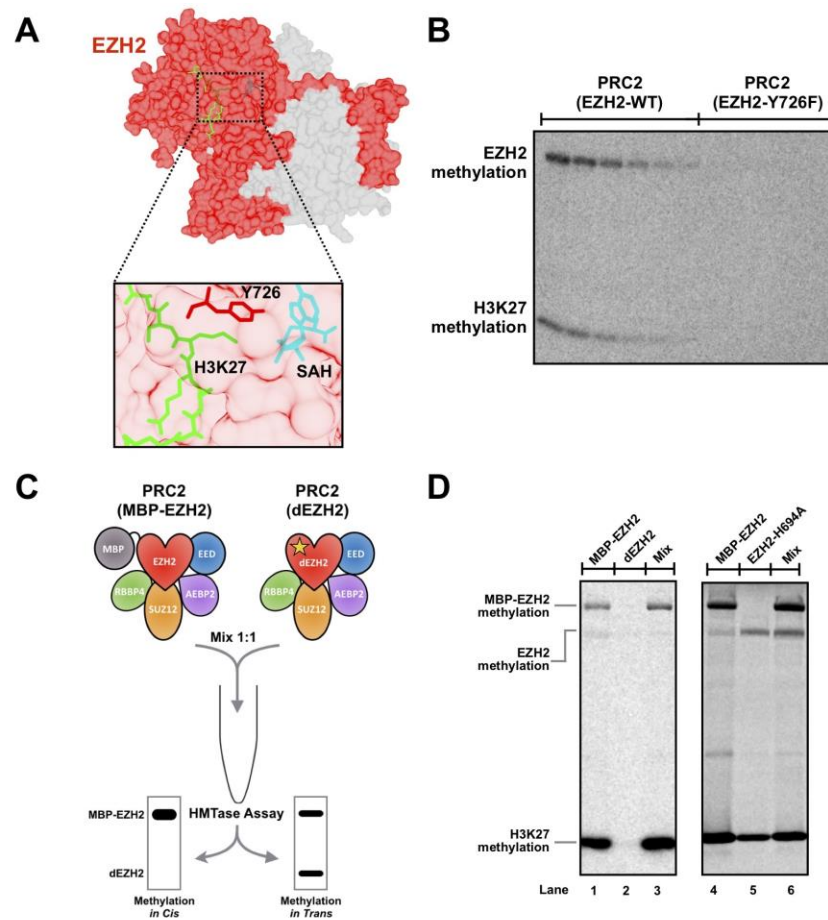 A
EZH2
Y726
H3K27
SAH
B
PRC2
(EZH2-WT)
PRC2
(EZH2-Y726F)
EZH2
methylation
H3K27
methylation
C
PRC2
(MBP-EZH2)
PRC2
(dEZH2)
MBP
EZH2
EED
RBBP4
AEBP2
SUZ12
dEZH2
EED
RBBP4
AEBP2
SUZ12
Mix 1:1
HMTase Assay
MBP-EZH2
dEZH2
Methylation
in Cis
Methylation
in Trans
D
MBP-EZH2
dEZH2
Mix
MBP-EZH2
EZH2-H694A
Mix
MBP-EZH2
methylation
EZH2
methylation
H3K27
methylation
Lane 1 2 3 4 5 6